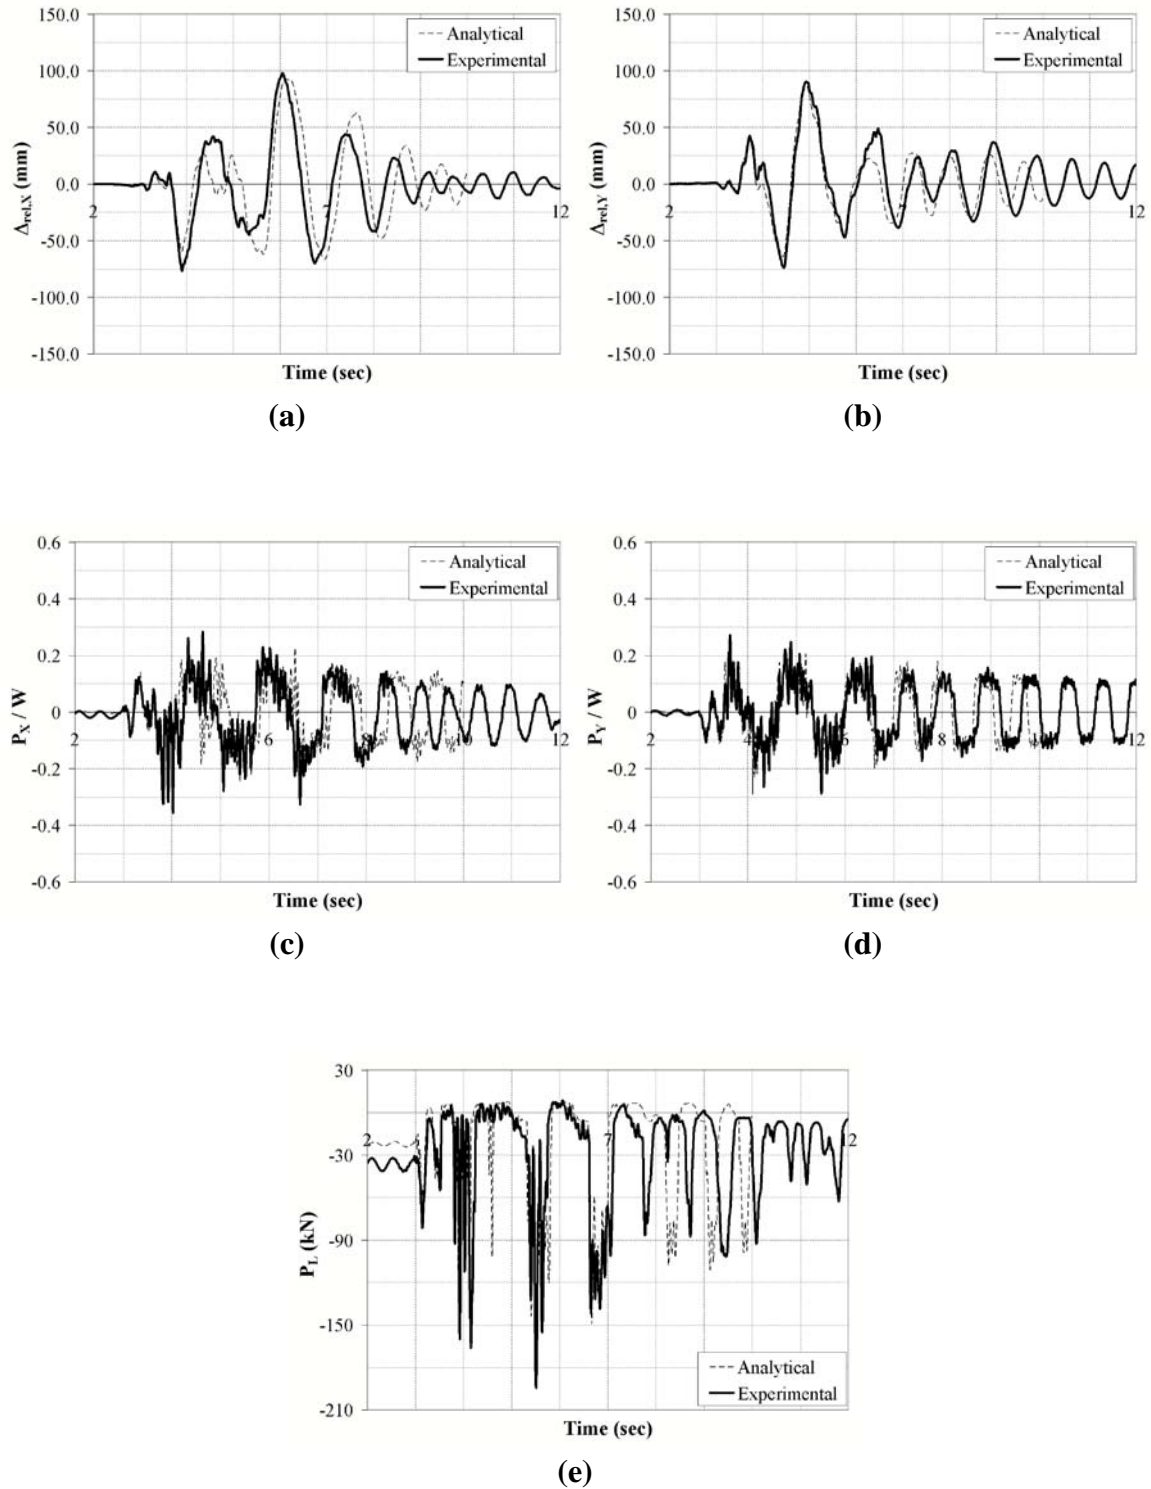 150.0
100.0
50.0
0.0
-50.0
-100.0
-150.0
2
7
12
Analytical
Experimental
Δrel,X (mm)
Time (sec)
(a)
150.0
100.0
50.0
0.0
-50.0
-100.0
-150.0
2
12
Analytical
Experimental
Δrel,Y (mm)
Time (sec)
(b)
0.6
0.4
0.2
0
-0.2
-0.4
-0.6
2
6
8
10
12
Analytical
Experimental
PX / W
Time (sec)
(c)
0.6
0.4
0.2
0
-0.2
-0.4
-0.6
2
4
6
8
10
12
Analytical
Experimental
PY / W
Time (sec)
(d)
30
-30
-90
-150
-210
2
7
12
PL (kN)
Analytical
Experimental
Time (sec)
(e)